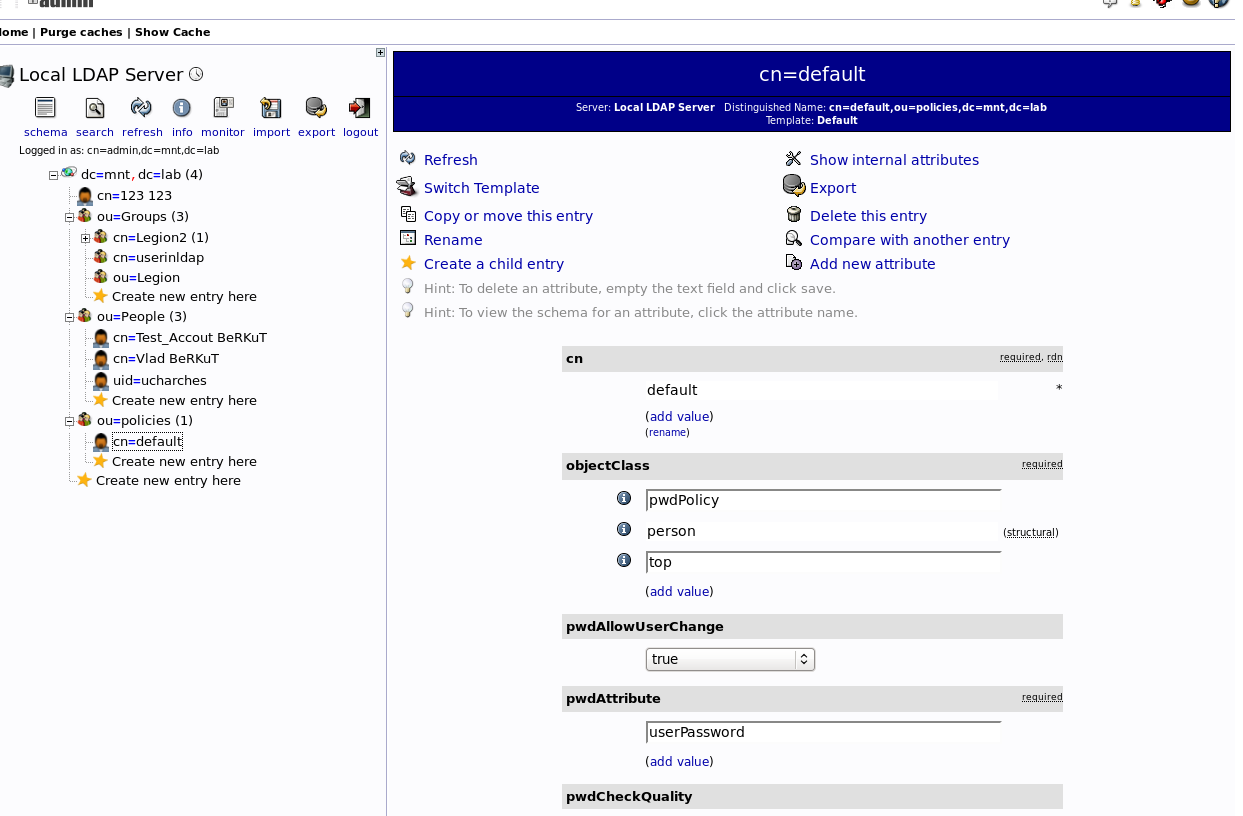 admin
Home | Purge caches | Show Cache
Local LDAP Server
schema search refresh info monitor import export logout
Logged in as: cn=admin,dc=mnt,dc=lab
dc=mnt, dc=lab (4)
cn=123 123
ou=Groups (3)
cn=Legion2 (1)
cn=userinldap
ou=Legion
Create new entry here
ou=People (3)
cn=Test_Accout BeRKuT
cn=Vlad BeRKuT
uid=ucharches
Create new entry here
ou=policies (1)
cn=default
Create new entry here
Create new entry here
cn=default
Server: Local LDAP Server Distinguished Name: cn=default,ou=policies,dc=mnt,dc=lab
Template: Default
Refresh
Show internal attributes
Switch Template
Export
Copy or move this entry
Delete this entry
Rename
Compare with another entry
Create a child entry
Add new attribute
Hint: To delete an attribute, empty the text field and click save.
Hint: To view the schema for an attribute, click the attribute name.
cn required, rdn
default *
(add value)
(rename)
objectClass required
pwdPolicy
person (structural)
top
(add value)
pwdAllowUserChange
true
pwdAttribute required
userPassword
(add value)
pwdCheckQuality